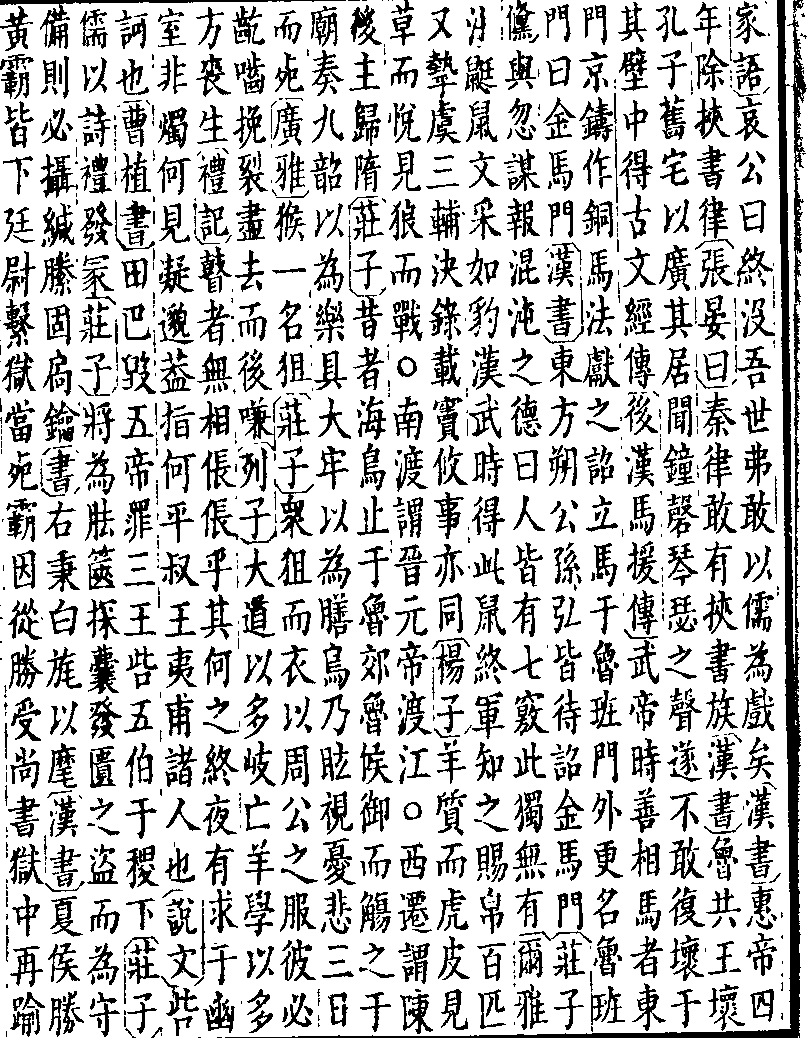 家語哀公曰終沒吾世弗敢以儒為戲矣漢書惠帝四
年除挾書律張晏曰秦律敢有挾書族漢書魯共王壞
孔子舊宅以廣其居聞鐘磬琴瑟之聲遂不敢復壞于
其壁中得古文經傳後漢馬援傳武帝時善相馬者東
門京鑄作銅馬法獻之詔立馬于魯班門外更名魯班
門曰金馬門漢書東方朔公孫弘皆待詔金馬門莊子
儵與忽謀報混沌之德曰人皆有七竅此獨無有爾雅
注鼮鼠文采如豹漢武時得此鼠終軍知之賜帛百匹
又摯虞三輔決錄載竇攸事亦同楊子羊質而虎皮見
草而悅見狼而戰○南渡謂晉元帝渡江○西遷謂陳
後主歸隋莊子昔者海鳥止于魯郊魯侯御而觴之于
廟奏九韶以為樂具大牢以為膳鳥乃眩視憂悲三日
而死廣雅猴一名狙莊子眾狙而衣以周公之服彼必
齕嚙挽裂盡去而後嗛列子大道以多岐亡羊學以多
方喪生禮記瞽者無相倀倀乎其何之終夜有求于幽
室非燭何見凝邈葢指何平叔王夷甫諸人也說文呰
訶也曹植書田巴毀五帝罪三王呰五伯于稷下莊子
儒以詩禮發冢莊子將為胠篋探囊發匱之盜而為守
備則必攝緘縢固扃鐍書右秉白旄以麾漢書夏侯勝
黃霸皆下廷尉繫獄當死霸因從勝受尚書獄中再踰